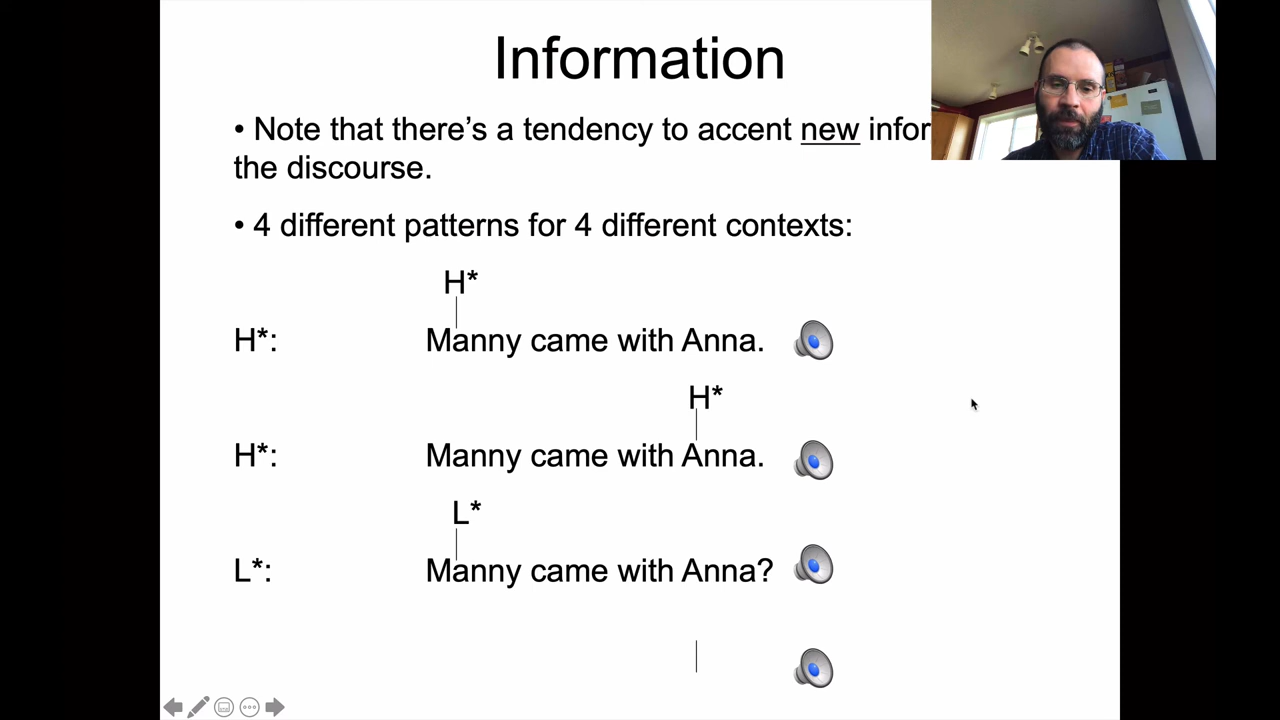 Information
• Note that there's a tendency to accent new
the discourse.
• 4 different patterns for 4 different contexts:
H*
H*: Manny came with Anna.
H*
H*: Manny came with Anna.
L*
L*: Manny came with Anna?